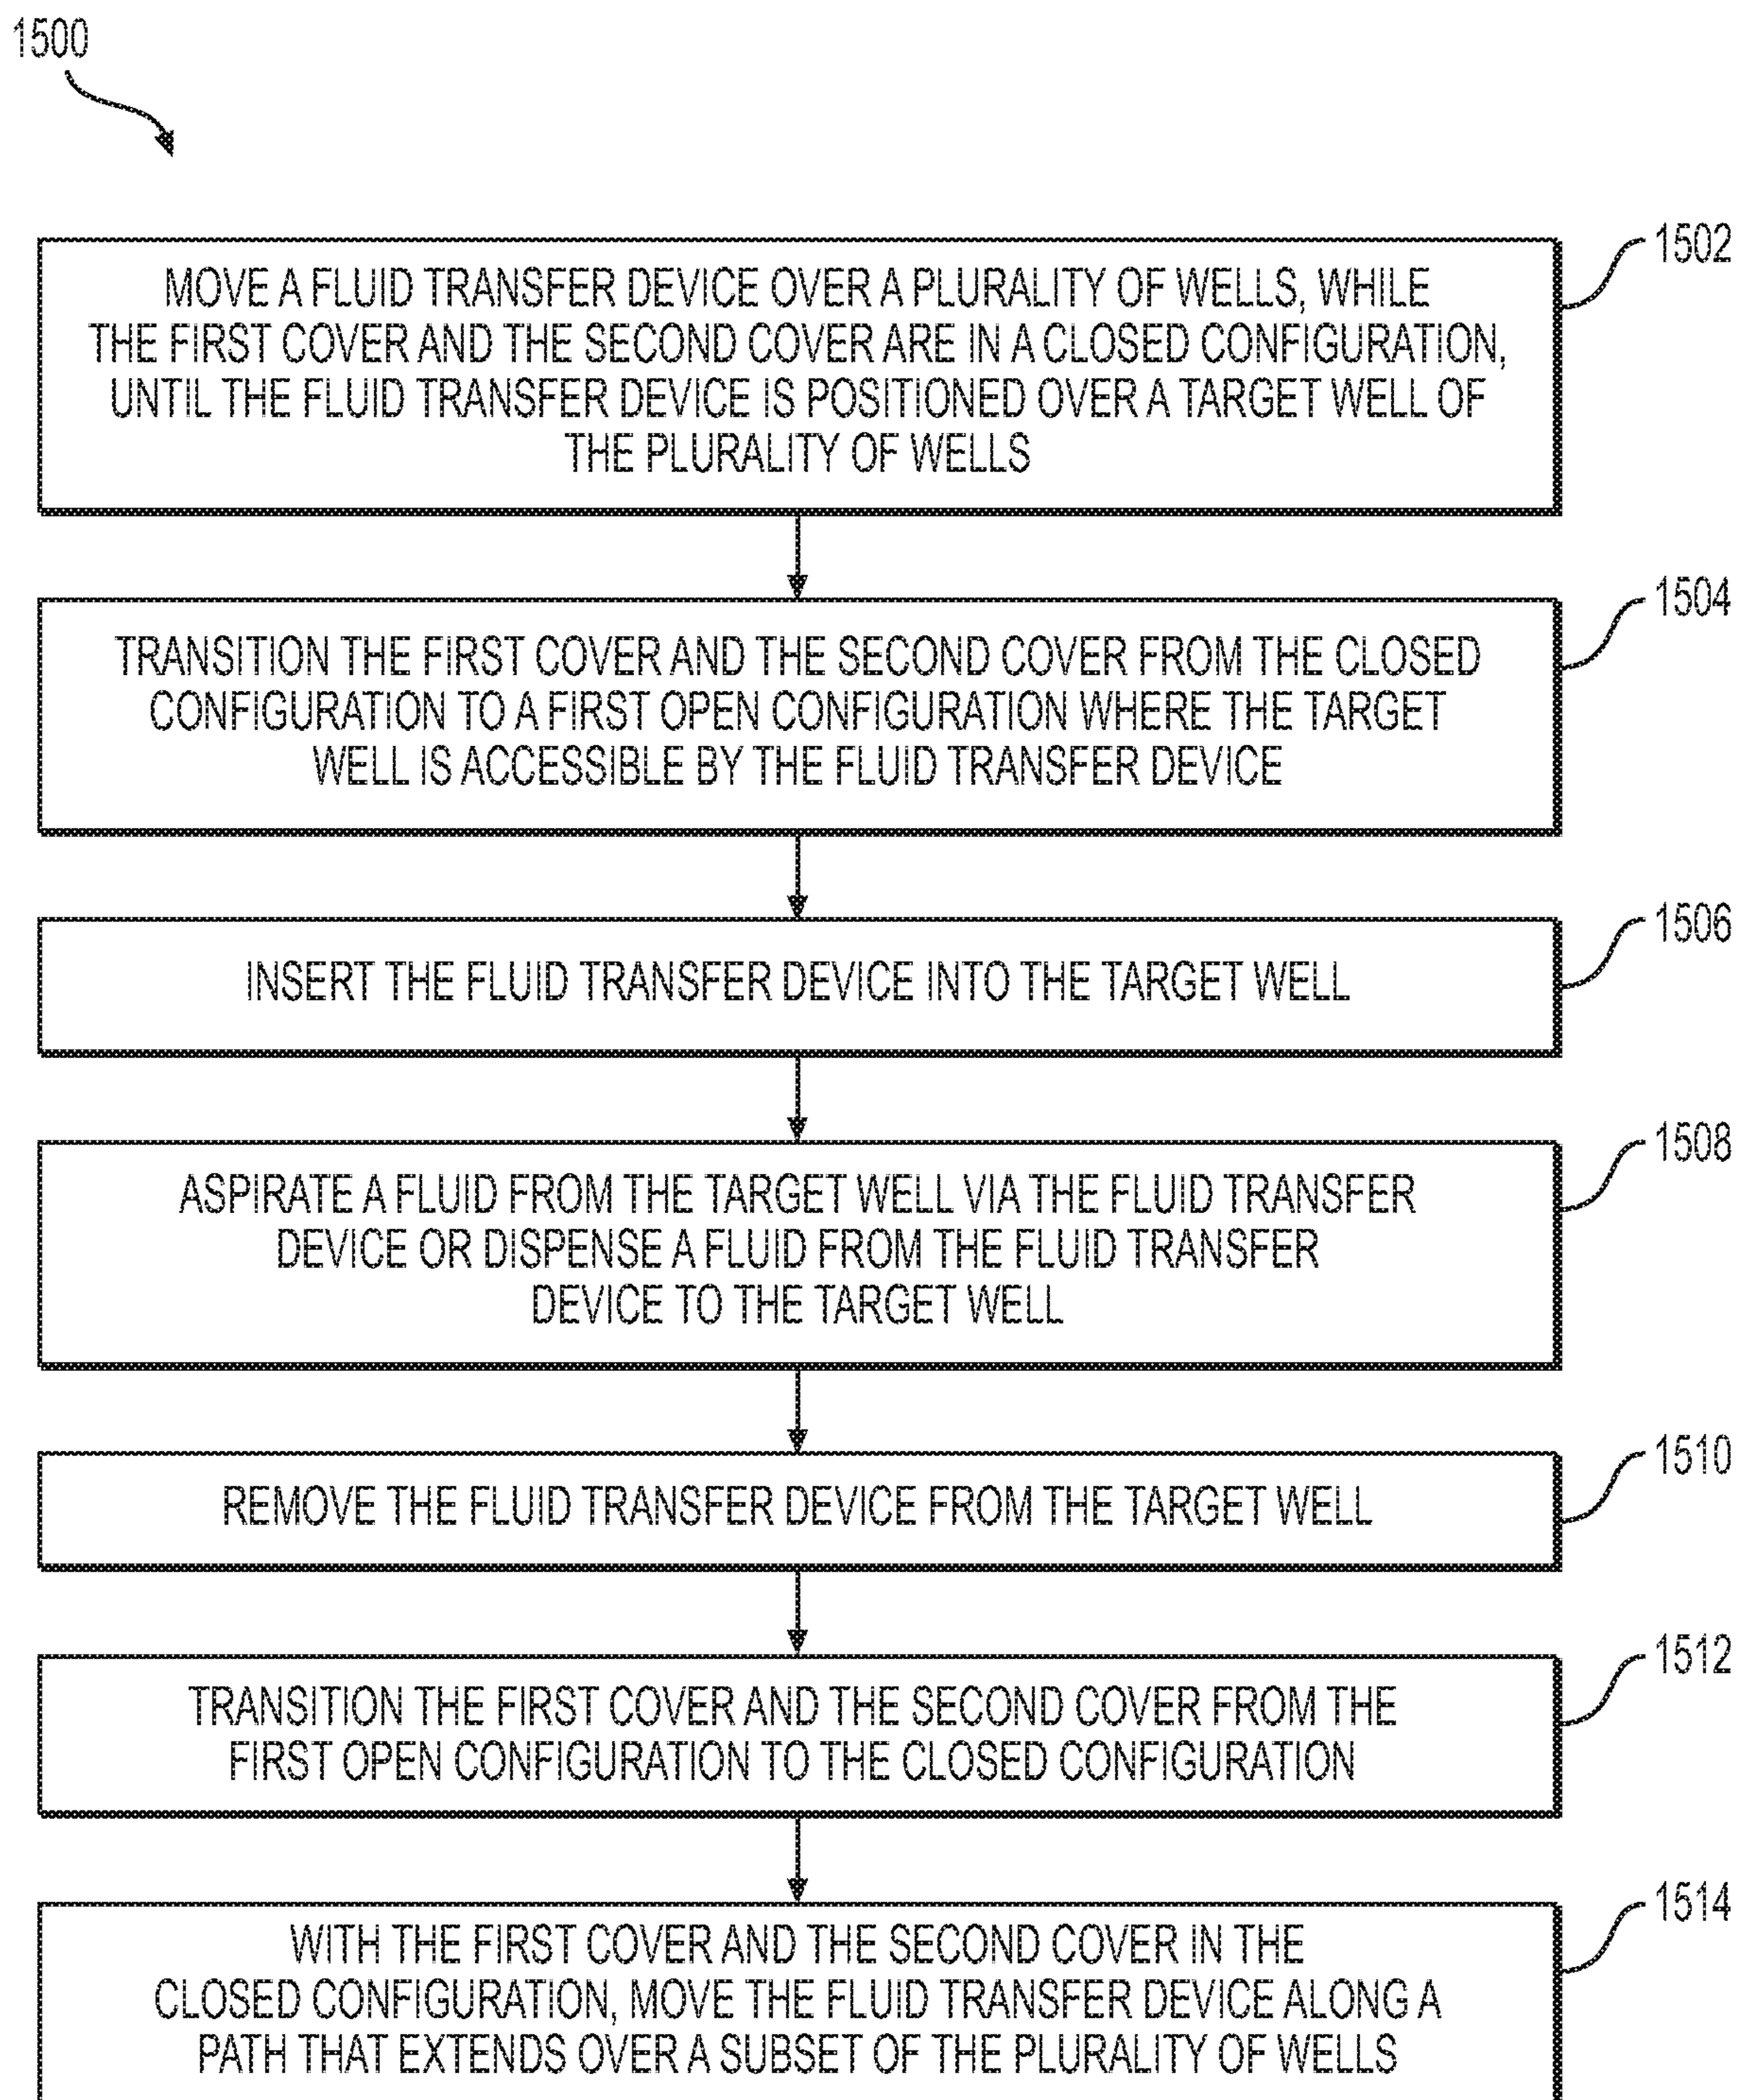 1500
1502
MOVE A FLUID TRANSFER DEVICE OVER A PLURALITY OF WELLS, WHILE
THE FIRST COVER AND THE SECOND COVER ARE IN A CLOSED CONFIGURATION,
UNTIL THE FLUID TRANSFER DEVICE IS POSITIONED OVER A TARGET WELL OF
THE PLURALITY OF WELLS
1504
TRANSITION THE FIRST COVER AND THE SECOND COVER FROM THE CLOSED
CONFIGURATION TO A FIRST OPEN CONFIGURATION WHERE THE TARGET
WELL IS ACCESSIBLE BY THE FLUID TRANSFER DEVICE
1506
INSERT THE FLUID TRANSFER DEVICE INTO THE TARGET WELL
1508
ASPIRATE A FLUID FROM THE TARGET WELL VIA THE FLUID TRANSFER
DEVICE OR DISPENSE A FLUID FROM THE FLUID TRANSFER
DEVICE TO THE TARGET WELL
1510
REMOVE THE FLUID TRANSFER DEVICE FROM THE TARGET WELL
1512
TRANSITION THE FIRST COVER AND THE SECOND COVER FROM THE
FIRST OPEN CONFIGURATION TO THE CLOSED CONFIGURATION
1514
WITH THE FIRST COVER AND THE SECOND COVER IN THE
CLOSED CONFIGURATION, MOVE THE FLUID TRANSFER DEVICE ALONG A
PATH THAT EXTENDS OVER A SUBSET OF THE PLURALITY OF WELLS